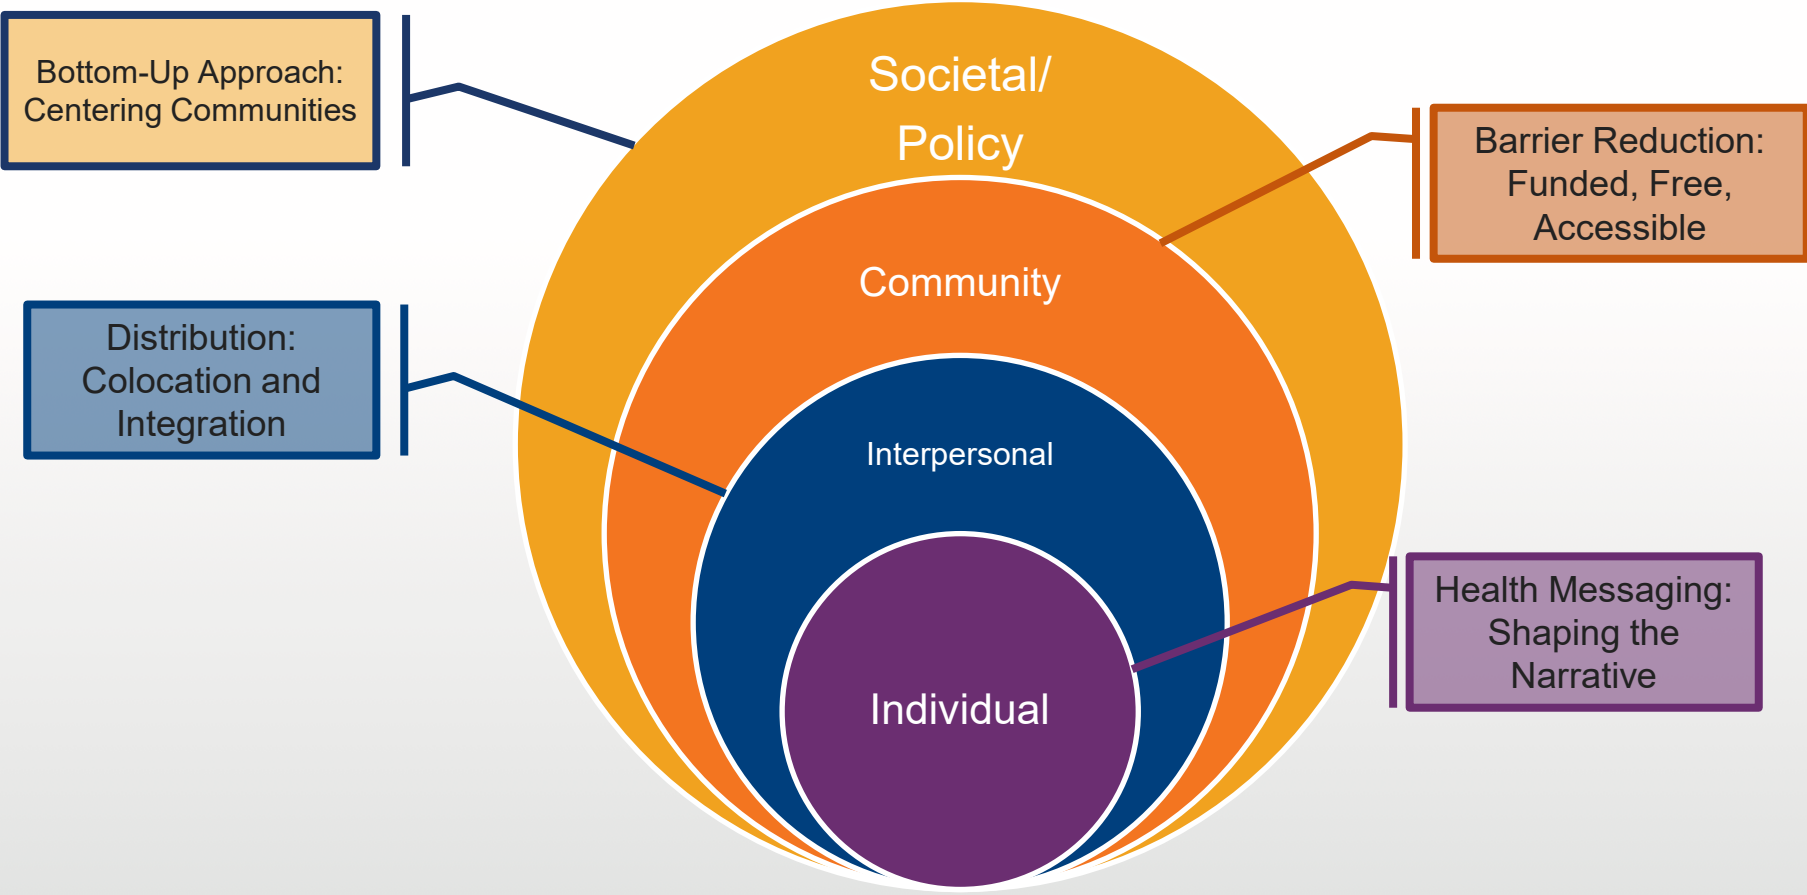 Bottom-Up Approach:
Centering Communities
Societal/
Policy
Barrier Reduction:
Funded, Free,
Accessible
Community
Distribution:
Colocation and
Integration
Interpersonal
Health Messaging:
Shaping the
Narrative
Individual